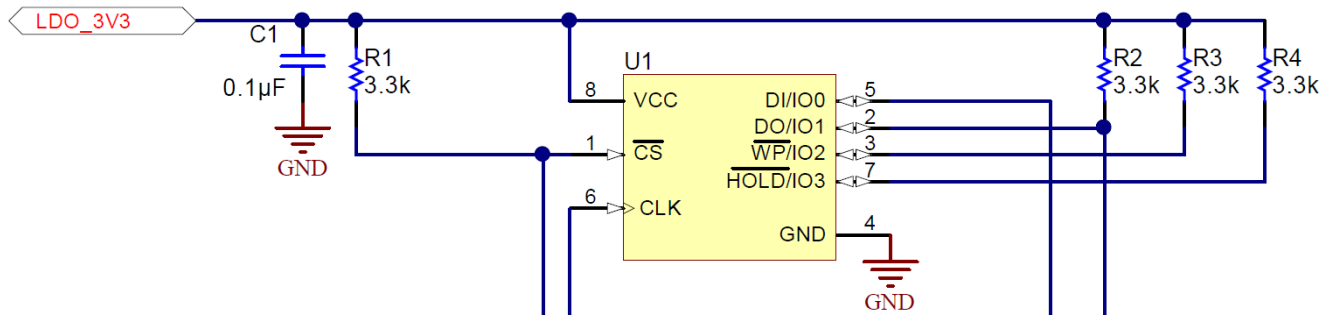 LDO_3V3
C1
0.1µF
GND
R1
3.3k
U1
8 VCC
1 CS
6 CLK
DI/IO0 5
DO/IO1 2
WP/IO2 3
HOLD/IO3 7
GND 4
GND
R2
3.3k
R3
3.3k
R4
3.3k